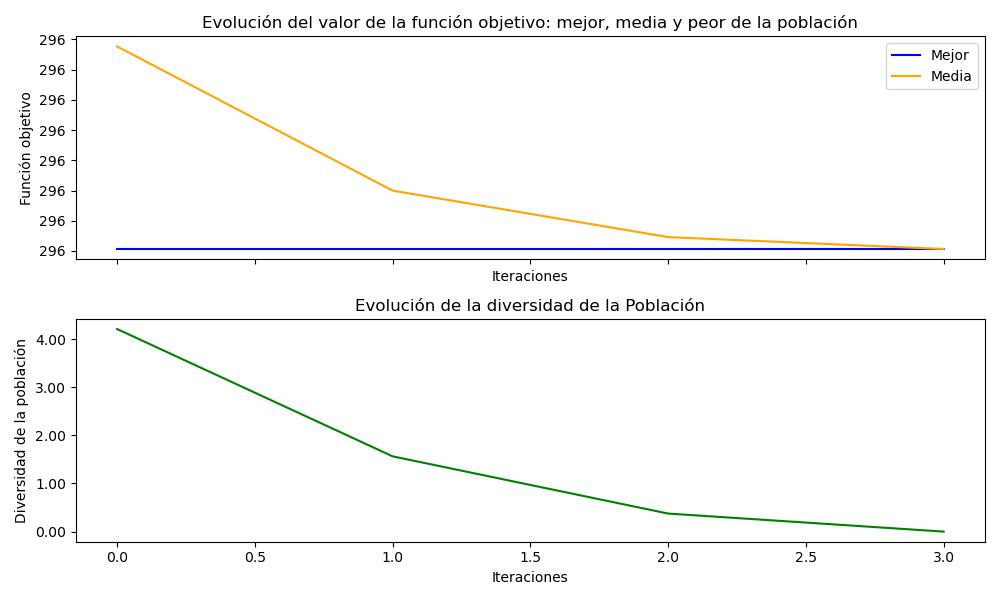 Evolución del valor de la función objetivo: mejor, media y peor de la población
296
296
296
296
296
296
296
296
Función objetivo
Mejor
Media
Iteraciones
Evolución de la diversidad de la Población
4.00
3.00
2.00
1.00
0.00
Diversidad de la población
0.0 0.5 1.0 1.5 2.0 2.5 3.0
Iteraciones